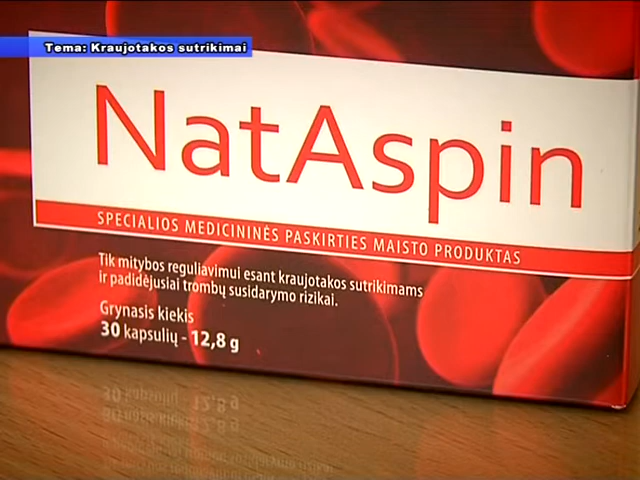 Tema: Kraujotakos sutrikimai
NatAspin
SPECIALIOS MEDICININĖS PASKIRTIES MAISTO PRODUKTAS
Tik mitybos reguliavimui esant kraujotakos sutrikimams
ir padidėjusiai trombų susidarymo rizikai.
Grynasis kiekis
30 kapsulių - 12,8 g